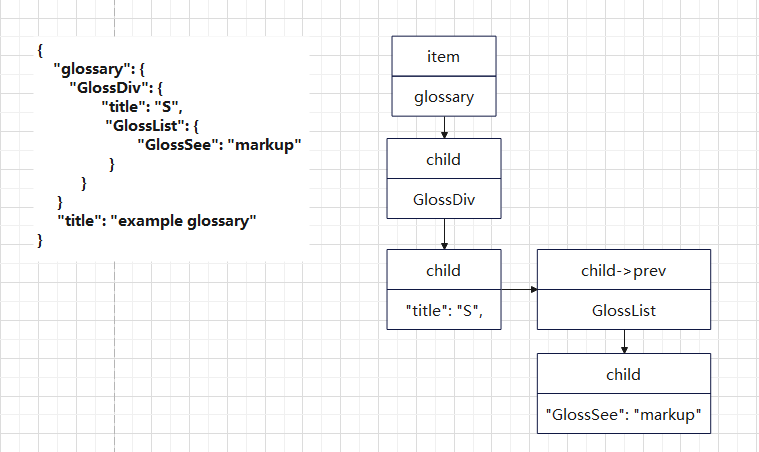 {
"glossary": {
"GlossDiv": {
"title": "S",
"GlossList": {
"GlossSee": "markup"
}
}
}
"title": "example glossary"
}
item
glossary
child
GlossDiv
child
"title": "S",
child->prev
GlossList
child
"GlossSee": "markup"